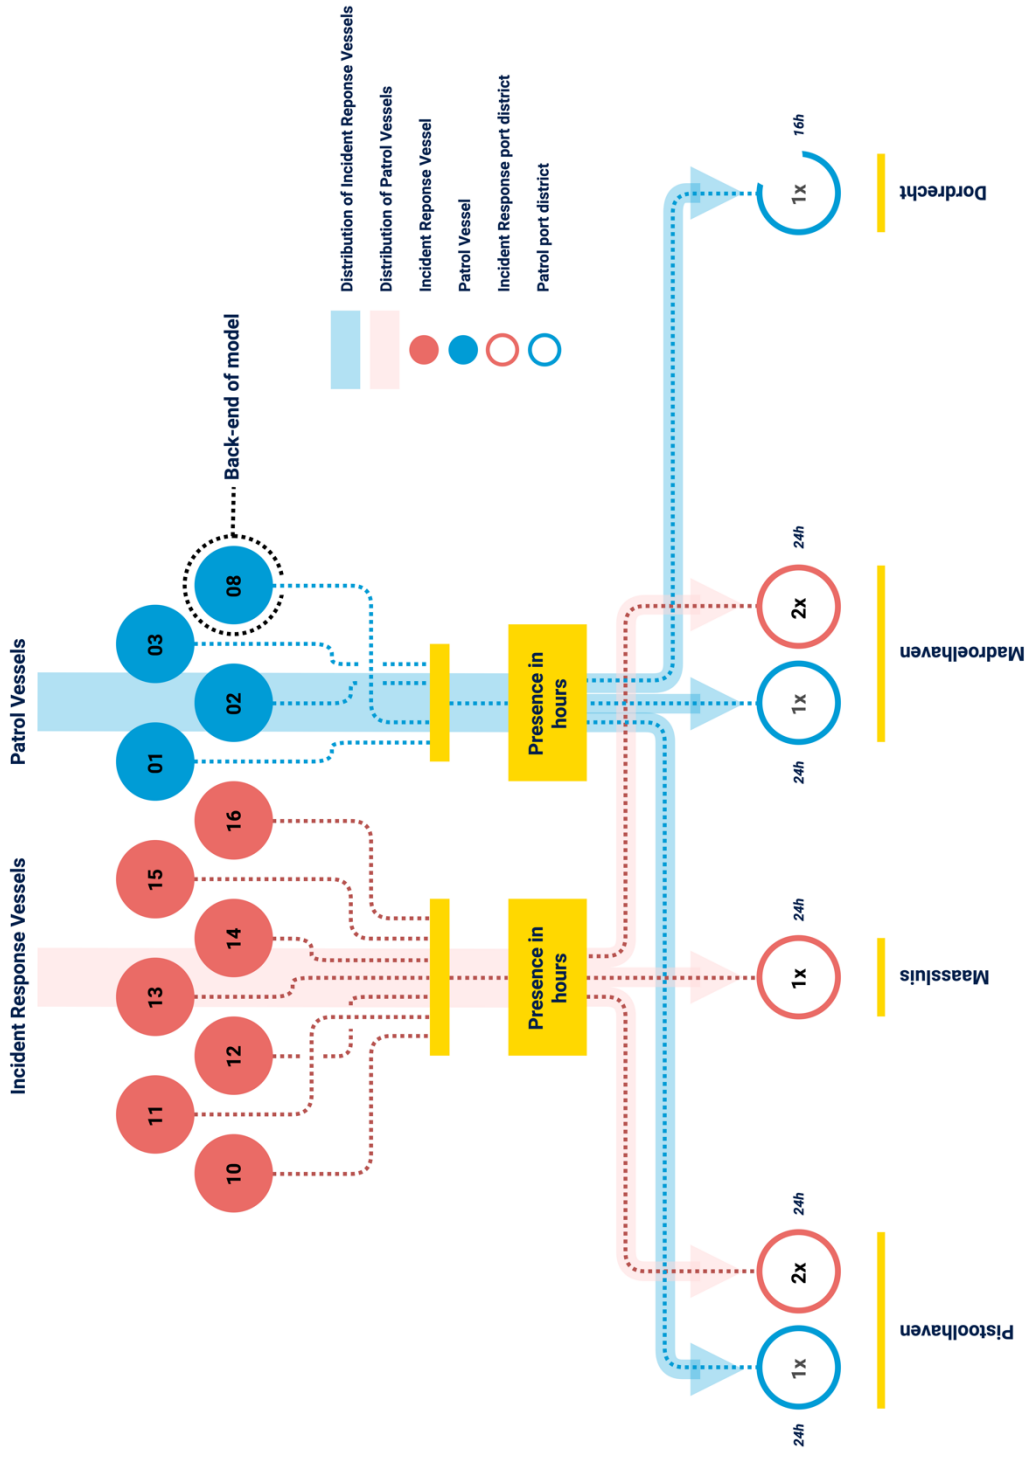 Incident Response Vessels
Patrol Vessels
10
11
12
13
14
15
16
01
02
03
08
Back-end of model
Distribution of Incident Reponse Vessels
Distribution of Patrol Vessels
Incident Reponse Vessel
Patrol Vessel
Incident Response port district
Patrol port district
Presence in
hours
Presence in
hours
24h
1x
2x
24h
1x
24h
24h
1x
2x
24h
1x
16h
Pistoolhaven
Maassluis
Madroelhaven
Dordrecht